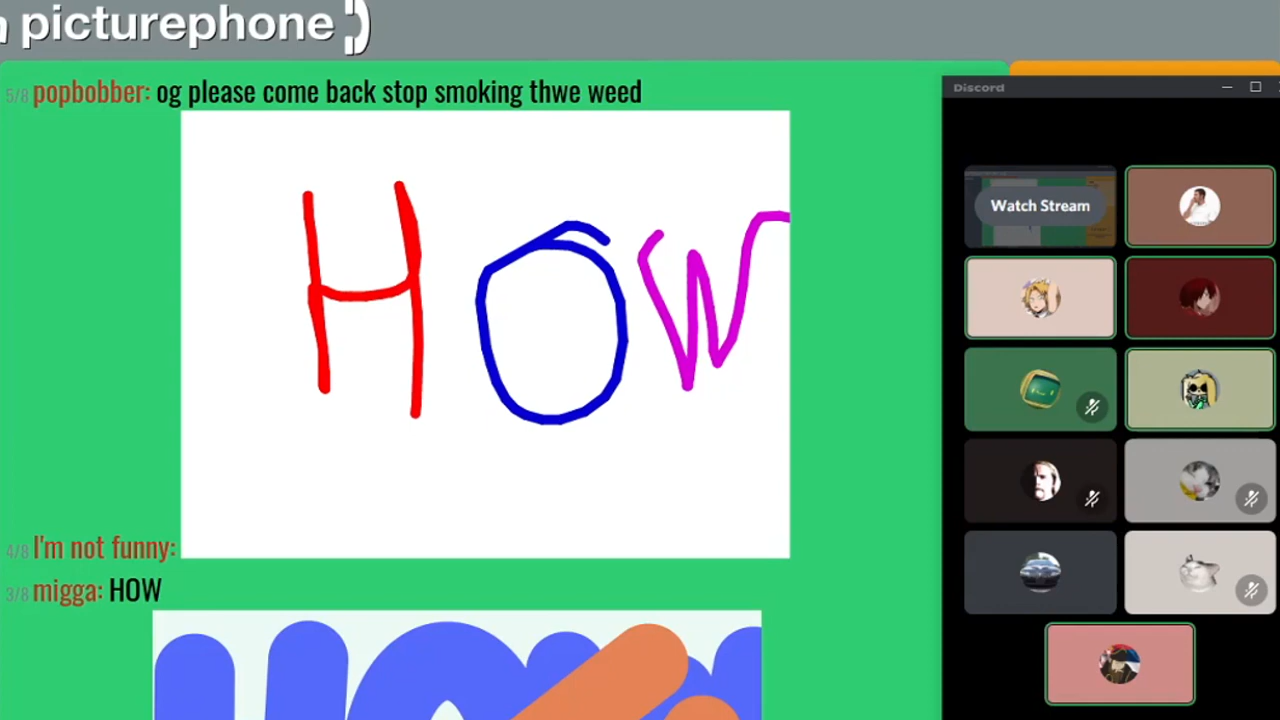 picturephone
5/8 popbobber: og please come back stop smoking thwe weed
Discord
Watch Stream
HOW
4/8 I'm not funny:
3/8 migga: HOW